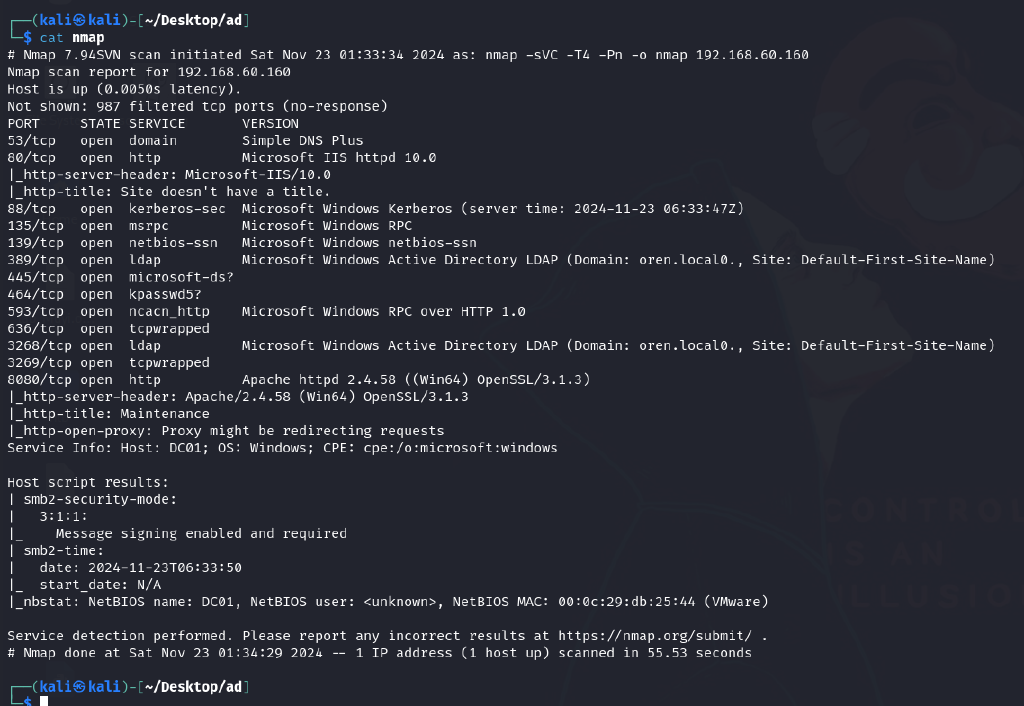 ┌──(kali㉿kali)-[~/Desktop/ad]
└─$ cat nmap
# Nmap 7.94SVN scan initiated Sat Nov 23 01:33:34 2024 as: nmap -sVC -T4 -Pn -o nmap 192.168.60.160
Nmap scan report for 192.168.60.160
Host is up (0.0050s latency).
Not shown: 987 filtered tcp ports (no-response)
PORT     STATE SERVICE       VERSION
53/tcp   open  domain        Simple DNS Plus
80/tcp   open  http          Microsoft IIS httpd 10.0
|_http-server-header: Microsoft-IIS/10.0
|_http-title: Site doesn't have a title.
88/tcp   open  kerberos-sec  Microsoft Windows Kerberos (server time: 2024-11-23 06:33:47Z)
135/tcp  open  msrpc         Microsoft Windows RPC
139/tcp  open  netbios-ssn   Microsoft Windows netbios-ssn
389/tcp  open  ldap          Microsoft Windows Active Directory LDAP (Domain: oren.local0., Site: Default-First-Site-Name)
445/tcp  open  microsoft-ds?
464/tcp  open  kpasswd5?
593/tcp  open  ncacn_http    Microsoft Windows RPC over HTTP 1.0
636/tcp  open  tcpwrapped
3268/tcp open  ldap          Microsoft Windows Active Directory LDAP (Domain: oren.local0., Site: Default-First-Site-Name)
3269/tcp open  tcpwrapped
8080/tcp open  http          Apache httpd 2.4.58 ((Win64) OpenSSL/3.1.3)
|_http-server-header: Apache/2.4.58 (Win64) OpenSSL/3.1.3
|_http-title: Maintenance
|_http-open-proxy: Proxy might be redirecting requests
Service Info: Host: DC01; OS: Windows; CPE: cpe:/o:microsoft:windows

Host script results:
| smb2-security-mode:
|   3:1:1:
|_    Message signing enabled and required
| smb2-time:
|   date: 2024-11-23T06:33:50
|_  start_date: N/A
|_nbstat: NetBIOS name: DC01, NetBIOS user: <unknown>, NetBIOS MAC: 00:0c:29:db:25:44 (VMware)

Service detection performed. Please report any incorrect results at https://nmap.org/submit/ .
# Nmap done at Sat Nov 23 01:34:29 2024 -- 1 IP address (1 host up) scanned in 55.53 seconds

┌──(kali㉿kali)-[~/Desktop/ad]
└─$
CONTROL
IS AN
ILLUSIO